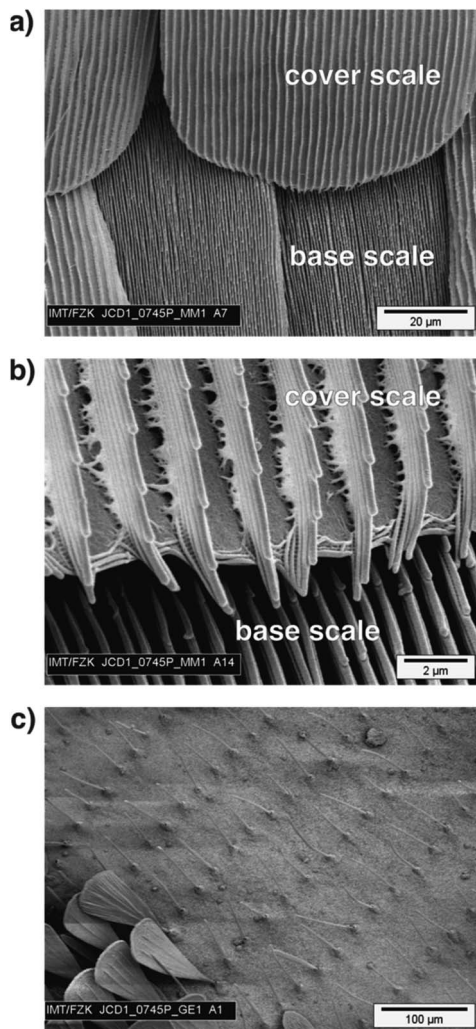 a)
cover scale
base scale
IMT/FZK JCD1_0745P_MM1 A7
20 µm
b)
cover scale
base scale
IMT/FZK JCD1_0745P_MM1 A14
2 µm
c)
IMT/FZK JCD1_0745P_GE1 A1
100 µm